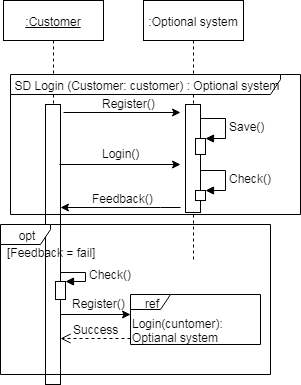 :Customer
:Optional system
SD Login (Customer: customer) : Optional system
Register()
Save()
Login()
Check()
Feedback()
opt
[Feedback = fail]
Check()
Register()
ref
Login(cuntomer):
Optianal system
Success